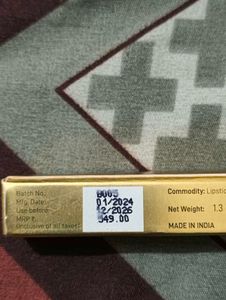 Batch No.
Mfg. Date: 01/2024
Use before: 12/2026
MRP ₹. 549.00
(Inclusive of all taxes)
Commodity: Lipstic
Net Weight: 1.3
MADE IN INDIA